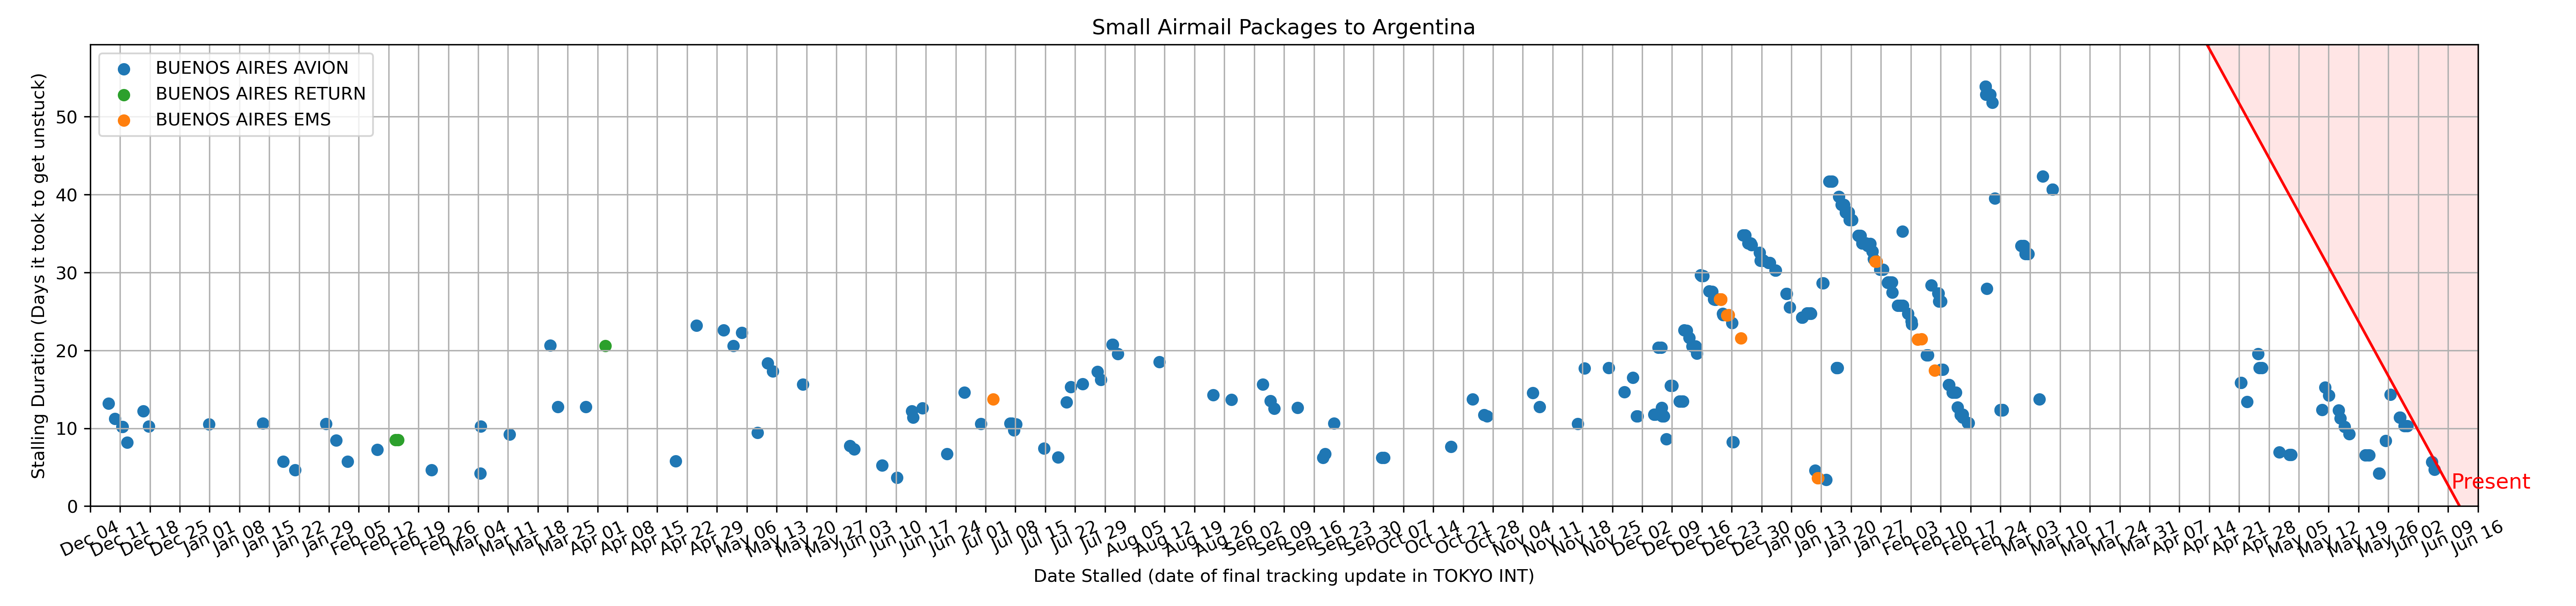 Small Airmail Packages to Argentina
BUENOS AIRES AVION
BUENOS AIRES RETURN
BUENOS AIRES EMS
Stalling Duration (Days it took to get unstuck)
50
40
30
20
10
0
Present
Dec 04
Dec 11
Dec 18
Dec 25
Jan 01
Jan 08
Jan 15
Jan 22
Jan 29
Feb 05
Feb 12
Feb 19
Feb 26
Mar 04
Mar 11
Mar 18
Mar 25
Apr 01
Apr 08
Apr 15
Apr 22
Apr 29
May 06
May 13
May 20
May 27
Jun 03
Jun 10
Jun 17
Jun 24
Jul 01
Jul 08
Jul 15
Jul 22
Jul 29
Aug 05
Aug 12
Aug 19
Aug 26
Sep 02
Sep 09
Sep 16
Sep 23
Sep 30
Oct 07
Oct 14
Oct 21
Oct 28
Nov 04
Nov 11
Nov 18
Nov 25
Dec 02
Dec 09
Dec 16
Dec 23
Dec 30
Jan 06
Jan 13
Jan 20
Jan 27
Feb 03
Feb 10
Feb 17
Feb 24
Mar 03
Mar 10
Mar 17
Mar 24
Mar 31
Apr 07
Apr 14
Apr 21
Apr 28
May 05
May 12
May 19
May 26
Jun 02
Jun 09
Jun 16
Date Stalled (date of final tracking update in TOKYO INT)